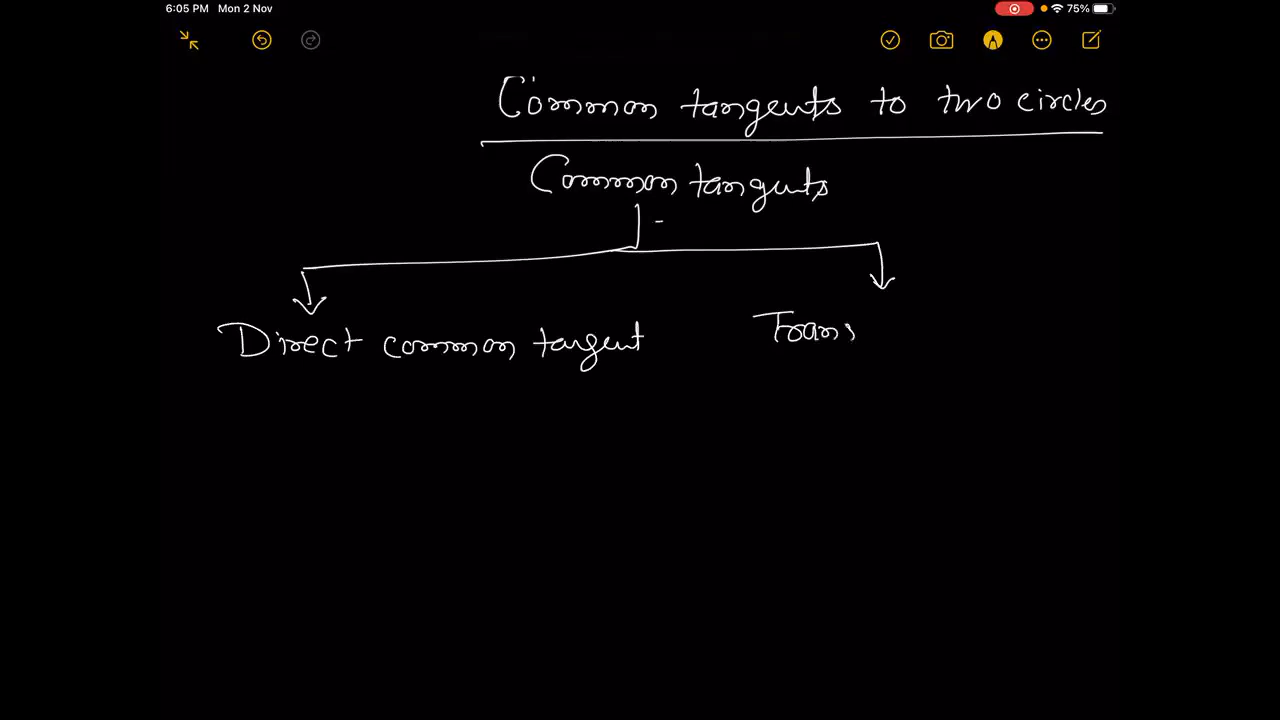 6:05 PM Mon 2 Nov 75%
Common tangents to two circles
Common tangents
Direct common tangent Trans